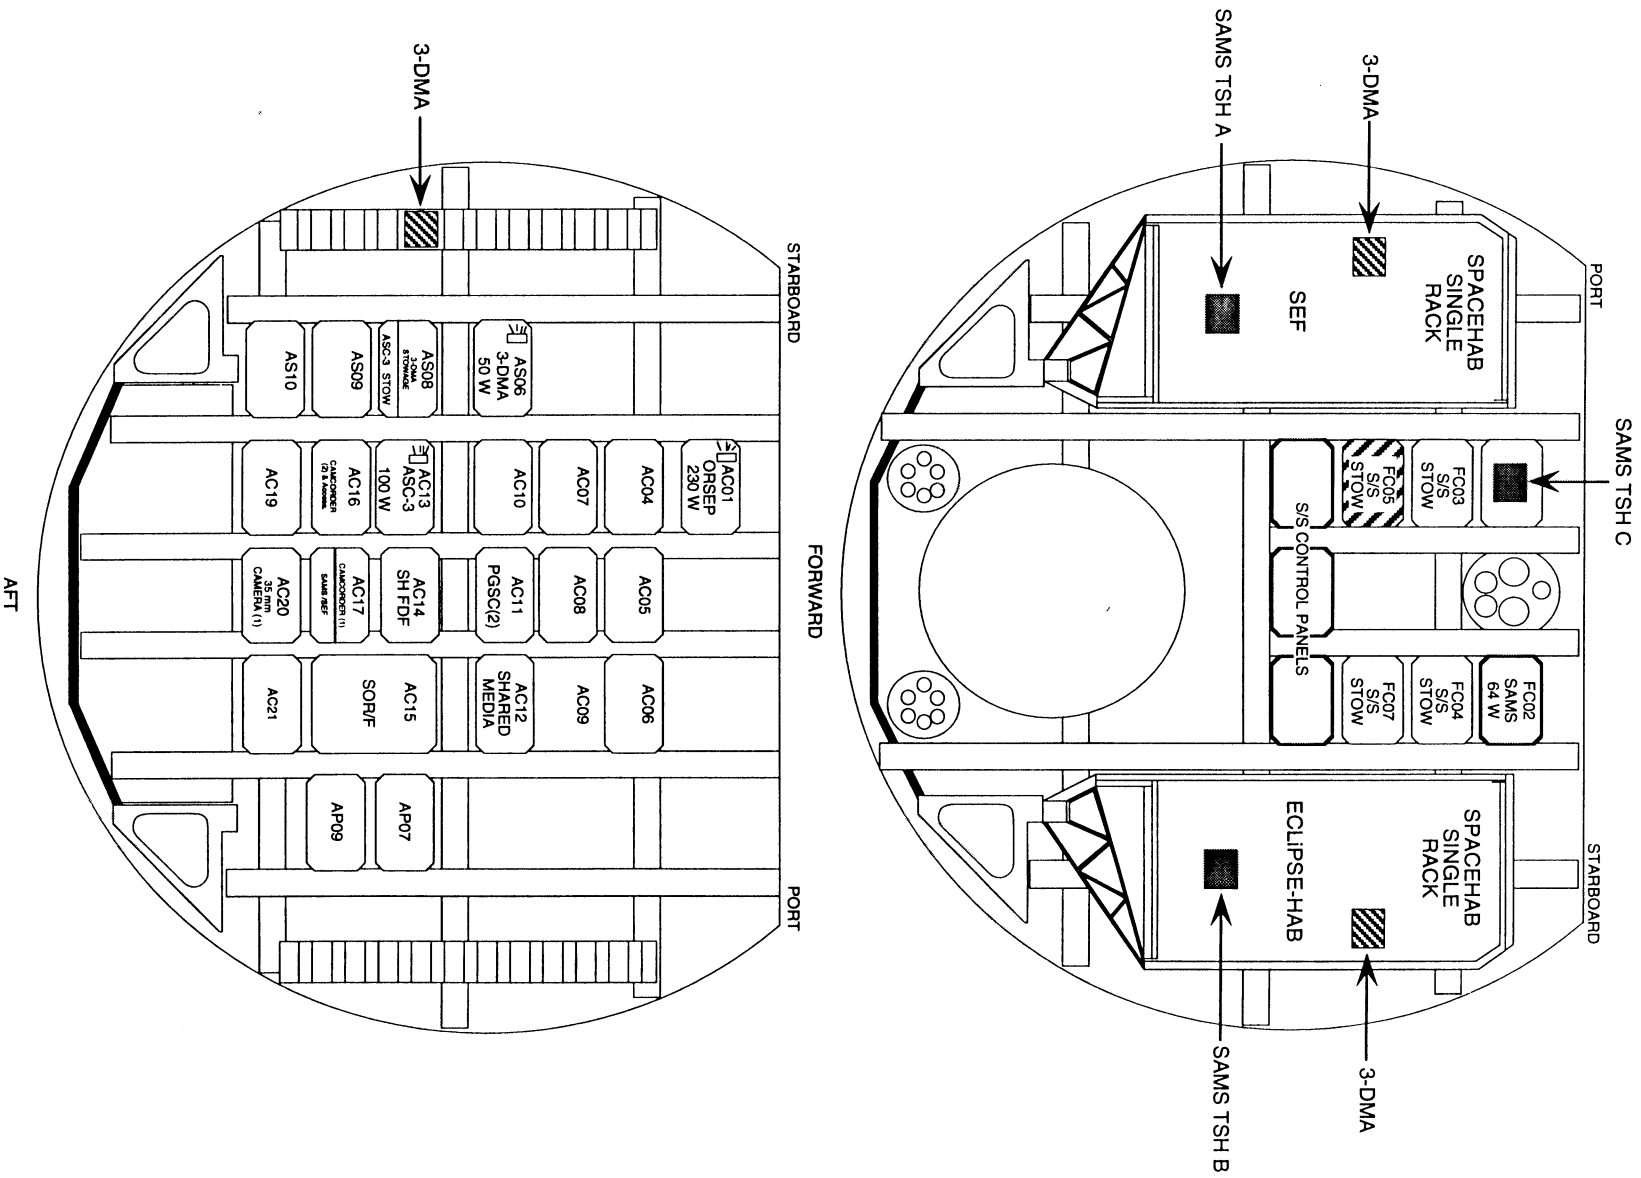 SAMS TSH C
PORT
STARBOARD
SAMS TSH A
3-DMA
SPACEHAB
SINGLE
RACK
SEF
FC03
S/S
STOW
FC05
S/S
STOW
S/S CONTROL PANELS
FC02
SAMS
64 W
FC04
S/S
STOW
FC07
S/S
STOW
SPACEHAB
SINGLE
RACK
ECLiPSE-HAB
3-DMA
SAMS TSH B
FORWARD
STARBOARD
PORT
3-DMA
AC01
ORSEP
230 W
AC04
AC05
AC06
AC07
AC08
AC09
AS06
3-DMA
50 W
AC10
AC11
PGSC(2)
AC12
SHARED
MEDIA
AS08
3-DMA
STOWAGE
ASC-3 STOW
AC13
ASC-3
100 W
AC14
SH FDF
AC15
SOR/F
AP07
AS09
AC16
CAMCORDER
(2) & Access.
AC17
CAMCORDER (1)
SAMS /SEF
AP09
AS10
AC19
AC20
35 mm
CAMERA (1)
AC21
AFT